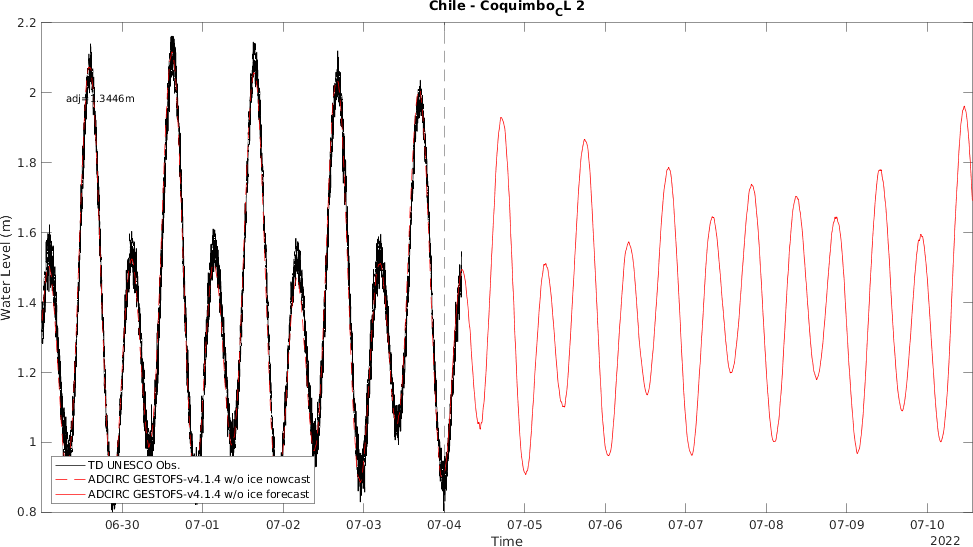 Chile - Coquimbo_CL 2
Water Level (m)
2.2
2
1.8
1.6
1.4
1.2
1
0.8
adj=1.3446m
TD UNESCO Obs.
ADCIRC GESTOFS-v4.1.4 w/o ice nowcast
ADCIRC GESTOFS-v4.1.4 w/o ice forecast
06-30 07-01 07-02 07-03 07-04 07-05 07-06 07-07 07-08 07-09 07-10
Time
2022